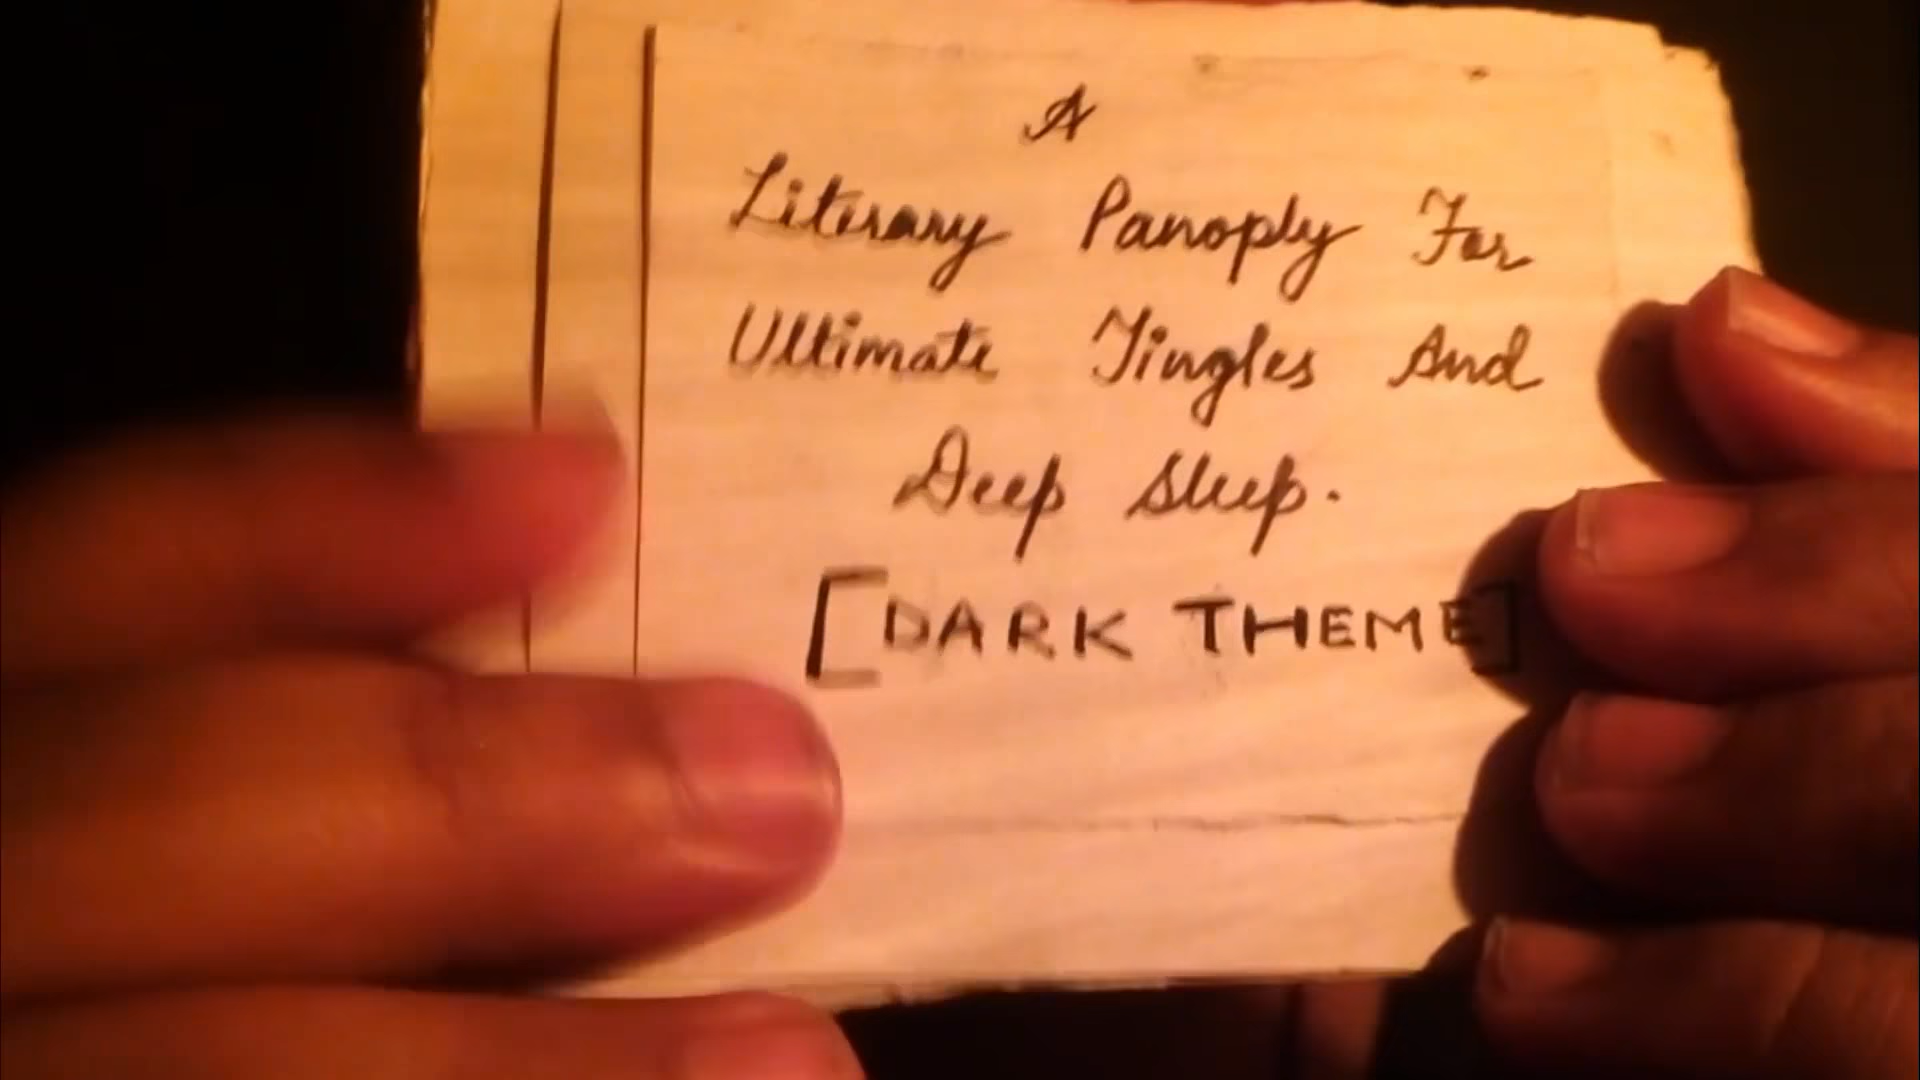 A
Literary Panoply For
Ultimate Tingles And
Deep Sleep.
[DARK THEME]